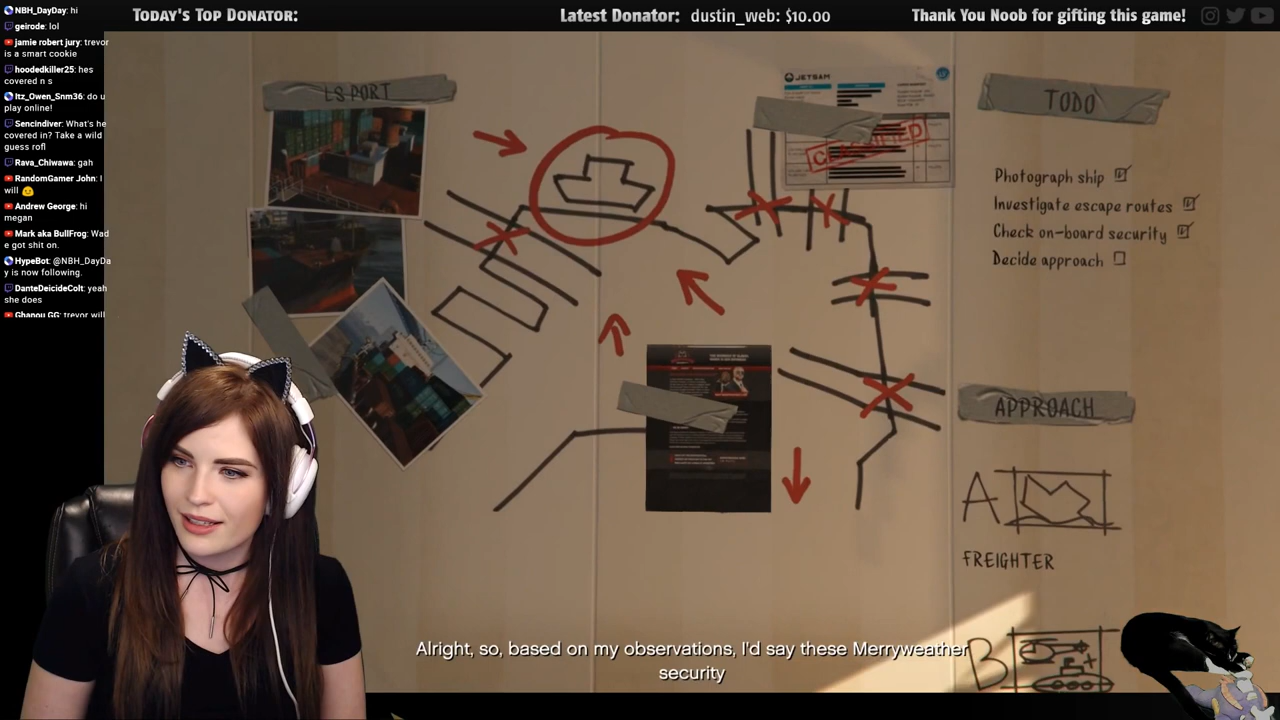 Today's Top Donator:
Latest Donator: dustin_web: $10.00
Thank You Noob for gifting this game!
NBH_DayDay: hi
geirode: lol
jamie robert jury: trevor
is a smart cookie
hoodedkiller25: hes
covered n s
Itz_Owen_Snm36: do u
play online!
Sencindiver: What's he
covered in? Take a wild
guess rofl
Rava_Chiwawa: gah
RandomGamer John: I
will
Andrew George: hi
megan
Mark aka BullFrog: Wad
e got shit on.
HypeBot: @NBH_DayDa
y is now following.
DanteDeicideColt: yeah
she does
Ghanou GG: trevor will
LS PORT
JETSAM
CLASSIFIED
TODO
Photograph ship
Investigate escape routes
Check on-board security
Decide approach
APPROACH
A
FREIGHTER
B
Alright, so, based on my observations, I'd say these Merryweather
security